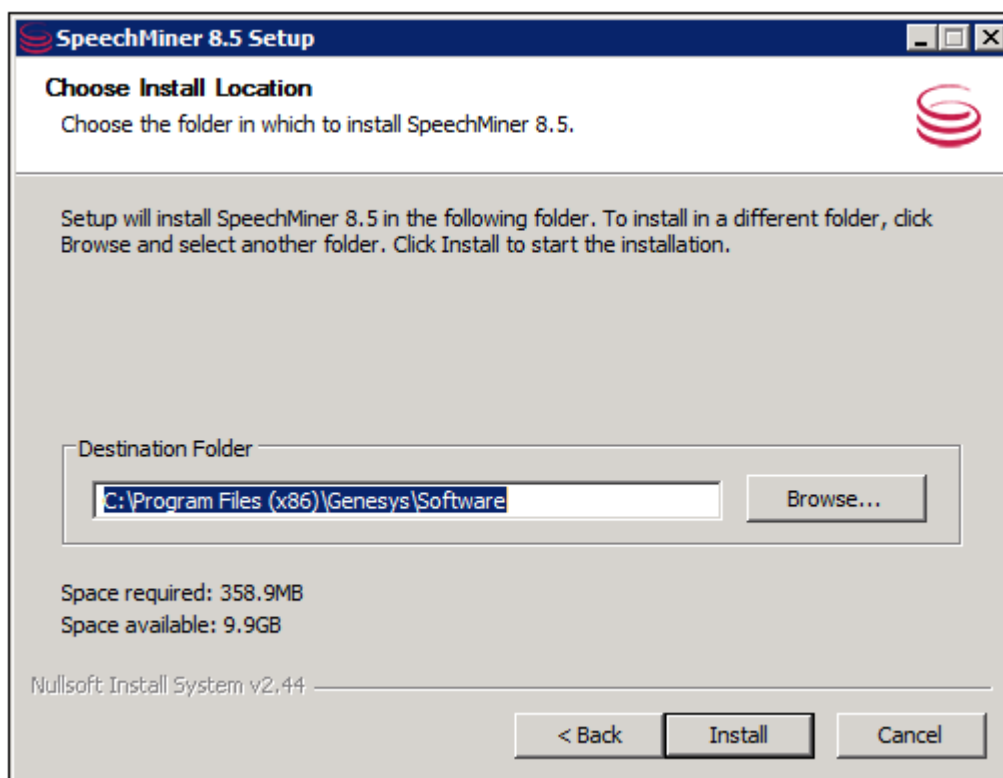 SpeechMiner 8.5 Setup
Choose Install Location
Choose the folder in which to install SpeechMiner 8.5.
Setup will install SpeechMiner 8.5 in the following folder. To install in a different folder, click
Browse and select another folder. Click Install to start the installation.
Destination Folder
C:\Program Files (x86)\Genesys\Software
Browse...
Space required: 358.9MB
Space available: 9.9GB
Nullsoft Install System v2.44
< Back
Install
Cancel